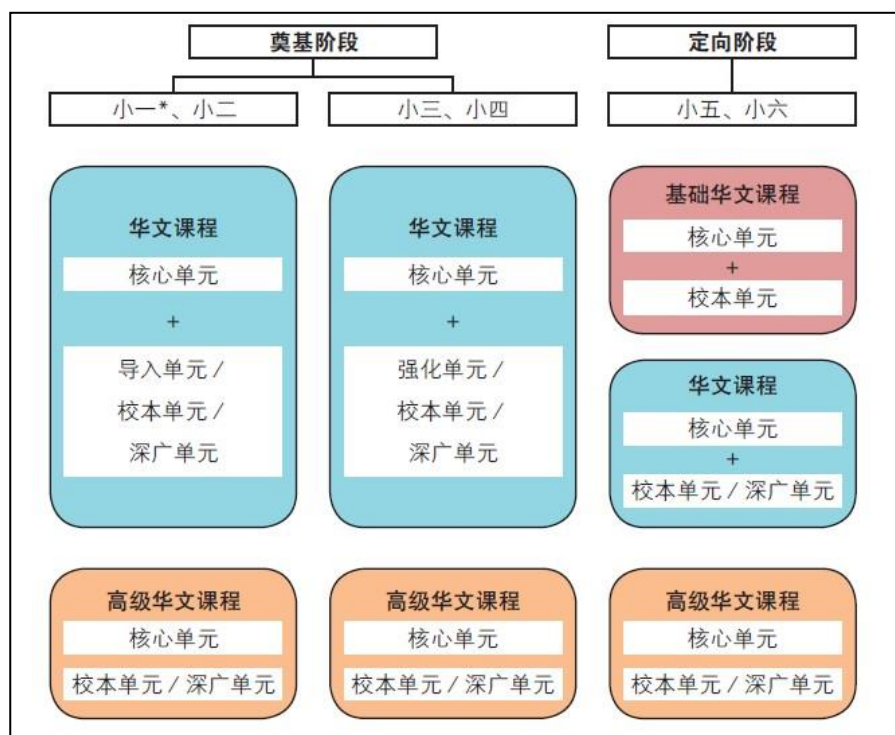 奠基阶段
定向阶段
小一*、小二
小三、小四
小五、小六
华文课程
核心单元
+
导入单元 /
校本单元 /
深广单元
华文课程
核心单元
+
强化单元 /
校本单元 /
深广单元
基础华文课程
核心单元
+
校本单元
华文课程
核心单元
+
校本单元 / 深广单元
高级华文课程
核心单元
校本单元 / 深广单元
高级华文课程
核心单元
校本单元 / 深广单元
高级华文课程
核心单元
校本单元 / 深广单元